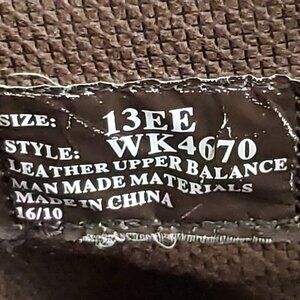 SIZE: 13EE
STYLE: WK4670
LEATHER UPPER BALANCE
MAN MADE MATERIALS
MADE IN CHINA
16/10